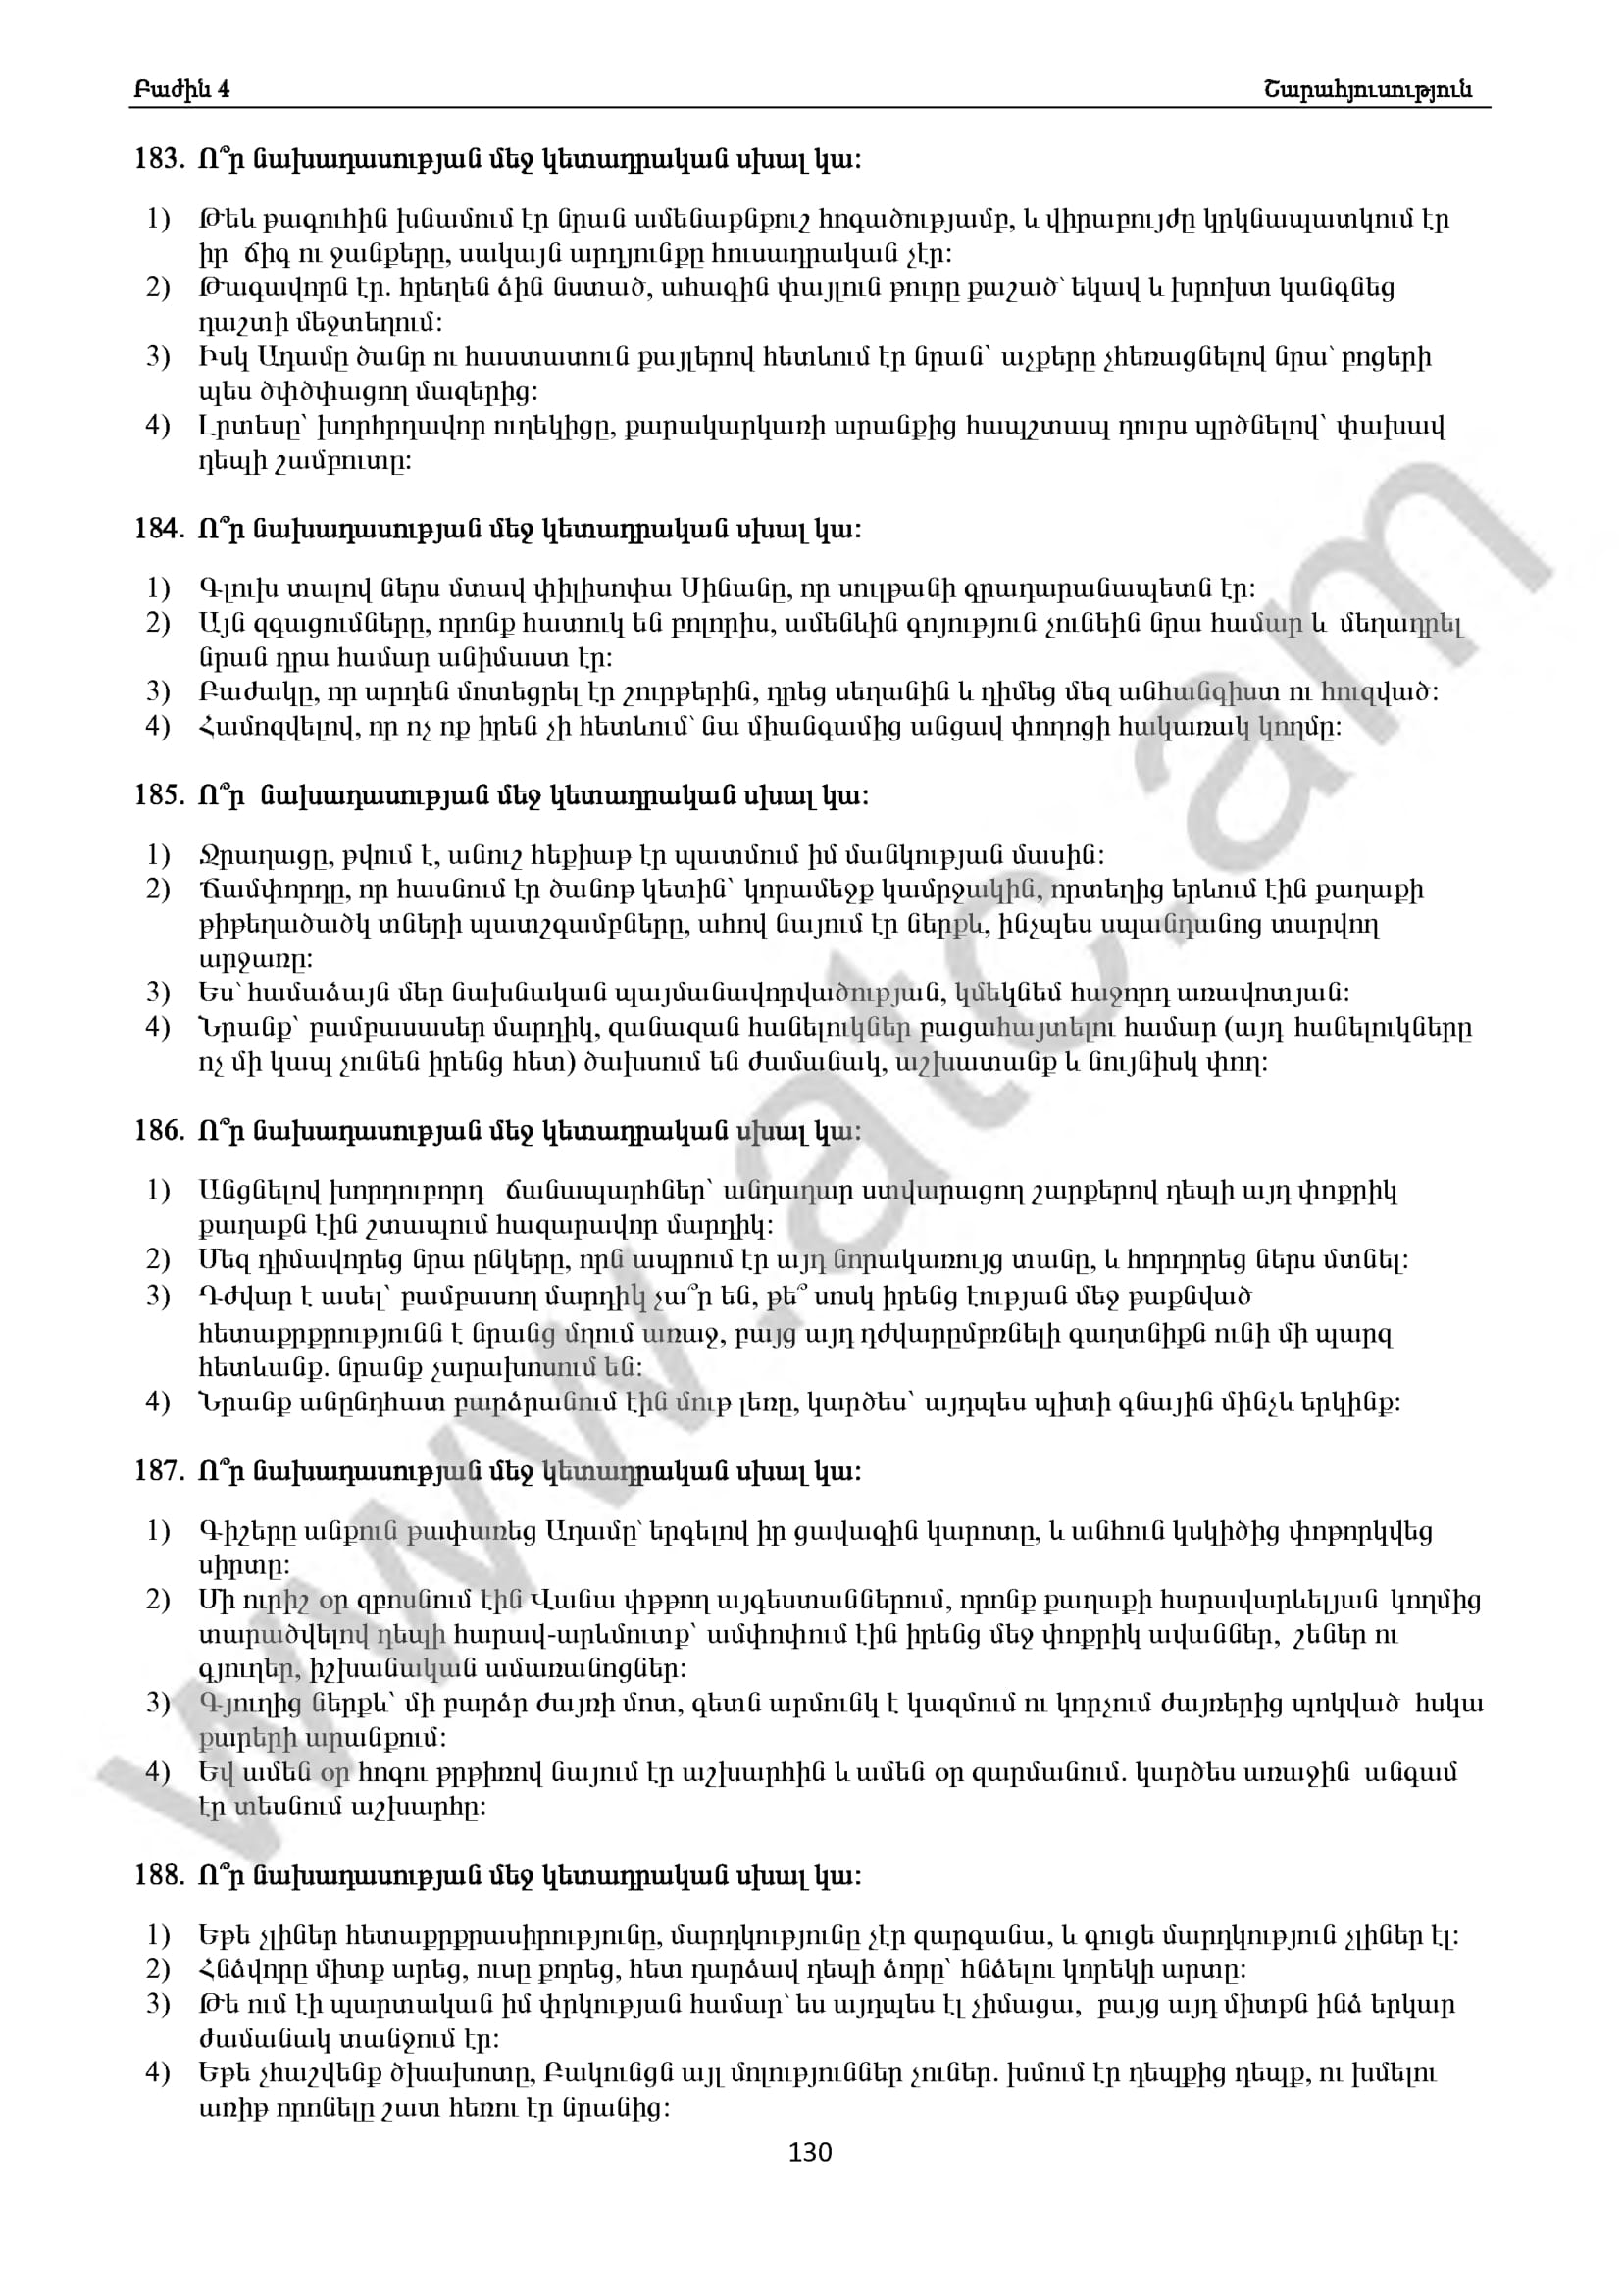 Բաժին 4 Շարահյուսություն
183. Ո՞ր նախադասության մեջ կետադրական սխալ կա:
1) Թեև թագուհին խնամում էր նրան ամենաքնքուշ հոգածությամբ, և վիրաբույժը կրկնապատկում էր
իր ճիգ ու ջանքերը, սակայն արդյունքը հուսադրական չէր:
2) Թագավորն էր. հրեղեն ձին նստած, ահագին փայլուն թուրը քաշած՝ եկավ և խրոխտ կանգնեց
դաշտի մեջտեղում:
3) Իսկ Ադամը ծանր ու հաստատուն քայլերով հետևում էր նրան՝ աչքերը չհեռացնելով նրա՝ բոցերի
պես ծփծփացող մազերից:
4) Լրտեսը՝ խորհրդավոր ուղեկիցը, քարակարկառի արանքից հապշտապ դուրս պրծնելով՝ փախավ
դեպի շամբուտը:
184. Ո՞ր նախադասության մեջ կետադրական սխալ կա:
1) Գլուխ տալով ներս մտավ փիլիսոփա Սինանը, որ սուլթանի գրադարանապետն էր:
2) Այն զգացումները, որոնք հատուկ են բոլորիս, ամենևին գոյություն չունեին նրա համար և մեղադրել
նրան դրա համար անիմաստ էր:
3) Բաժակը, որ արդեն մոտեցրել էր շուրթերին, դրեց սեղանին և դիմեց մեզ անհանգիստ ու հուզված:
4) Համոզվելով, որ ոչ ոք իրեն չի հետևում՝ նա միանգամից անցավ փողոցի հակառակ կողմը:
185. Ո՞ր նախադասության մեջ կետադրական սխալ կա:
1) Ջրաղացը, թվում է, անուշ հեքիաթ էր պատմում իմ մանկության մասին:
2) Ճամփորդը, որ հասնում էր ծանոթ կետին՝ կորամեջք կամրջակին, որտեղից երևում էին քաղաքի
թիթեղածածկ տների պատշգամբները, ահով նայում էր ներքև, ինչպես սպանդանոց տարվող
արջառը:
3) Ես՝ համաձայն մեր նախնական պայմանավորվածության, կմեկնեմ հաջորդ առավոտյան:
4) Նրանք՝ բամբասասեր մարդիկ, զանազան հանելուկներ բացահայտելու համար (այդ հանելուկները
ոչ մի կապ չունեն իրենց հետ) ծախսում են ժամանակ, աշխատանք և նույնիսկ փող:
186. Ո՞ր նախադասության մեջ կետադրական սխալ կա:
1) Անցնելով խորդուբորդ ճանապարհներ՝ անդադար ստվարացող շարքերով դեպի այդ փոքրիկ
քաղաքն էին շտապում հազարավոր մարդիկ:
2) Մեզ դիմավորեց նրա ընկերը, որն ապրում էր այդ նորակառույց տանը, և հորդորեց ներս մտնել:
3) Դժվար է ասել՝ բամբասող մարդիկ չա՞ր են, թե՞ սոսկ իրենց էության մեջ թաքնված
հետաքրքրությունն է նրանց մղում առաջ, բայց այդ դժվարըմբռնելի գաղտնիքն ունի մի պարզ
հետևանք. նրանք չարախոսում են:
4) Նրանք անընդհատ բարձրանում էին մութ լեռը, կարծես՝ այդպես պիտի գնային մինչև երկինք:
187. Ո՞ր նախադասության մեջ կետադրական սխալ կա:
1) Գիշերը անքուն թափառեց Ադամը՝ երգելով իր ցավագին կարոտը, և անհուն կսկիծից փոթորկվեց
սիրտը:
2) Մի ուրիշ օր զբոսնում էին Վանա փթթող այգեստաններում, որոնք քաղաքի հարավարևելյան կողմից
տարածվելով դեպի հարավ-արևմուտք՝ ամփոփում էին իրենց մեջ փոքրիկ ավաններ, շեներ ու
գյուղեր, իշխանական ամառանոցներ:
3) Գյուղից ներքև՝ մի բարձր ժայռի մոտ, գետն արմունկ է կազմում ու կորչում ժայռերից պոկված հսկա
քարերի արանքում:
4) Եվ ամեն օր հոգու թրթիռով նայում էր աշխարհին և ամեն օր զարմանում. կարծես առաջին անգամ
էր տեսնում աշխարհը:
188. Ո՞ր նախադասության մեջ կետադրական սխալ կա:
1) Եթե չլիներ հետաքրքրասիրությունը, մարդկությունը չէր զարգանա, և գուցե մարդկություն չլիներ էլ:
2) Հնձվորը միտք արեց, ուսը քորեց, հետ դարձավ դեպի ձորը՝ հնձելու կորեկի արտը:
3) Թե ում էի պարտական իմ փրկության համար՝ ես այդպես էլ չիմացա, բայց այդ միտքն ինձ երկար
ժամանակ տանջում էր:
4) Եթե չհաշվենք ծխախոտը, Բակունցն այլ մոլություններ չուներ. խմում էր դեպքից դեպք, ու խմելու
առիթ որոնելը շատ հեռու էր նրանից:
130
www.atc.am